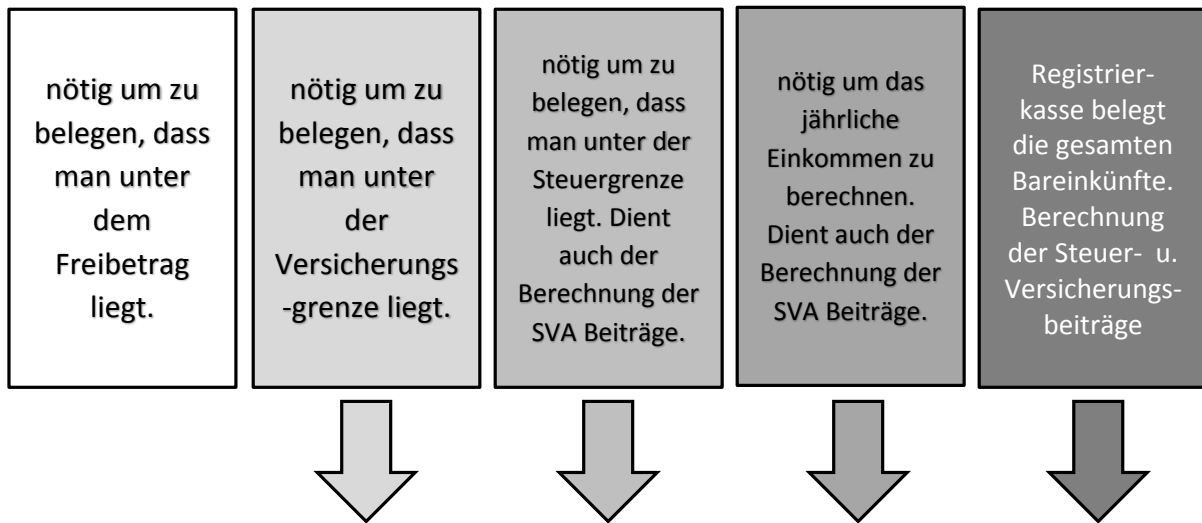 nötig um zu
belegen, dass
man unter
dem
Freibetrag
liegt.
nötig um zu
belegen, dass
man unter
der
Versicherungs
-grenze liegt.
nötig um zu
belegen, dass
man unter der
Steuergrenze
liegt. Dient
auch der
Berechnung der
SVA Beiträge.
nötig um das
jährliche
Einkommen zu
berechnen.
Dient auch der
Berechnung der
SVA Beiträge.
Registrier-
kasse belegt
die gesamten
Bareinkünfte.
Berechnung
der Steuer- u.
Versicherungs-
beiträge